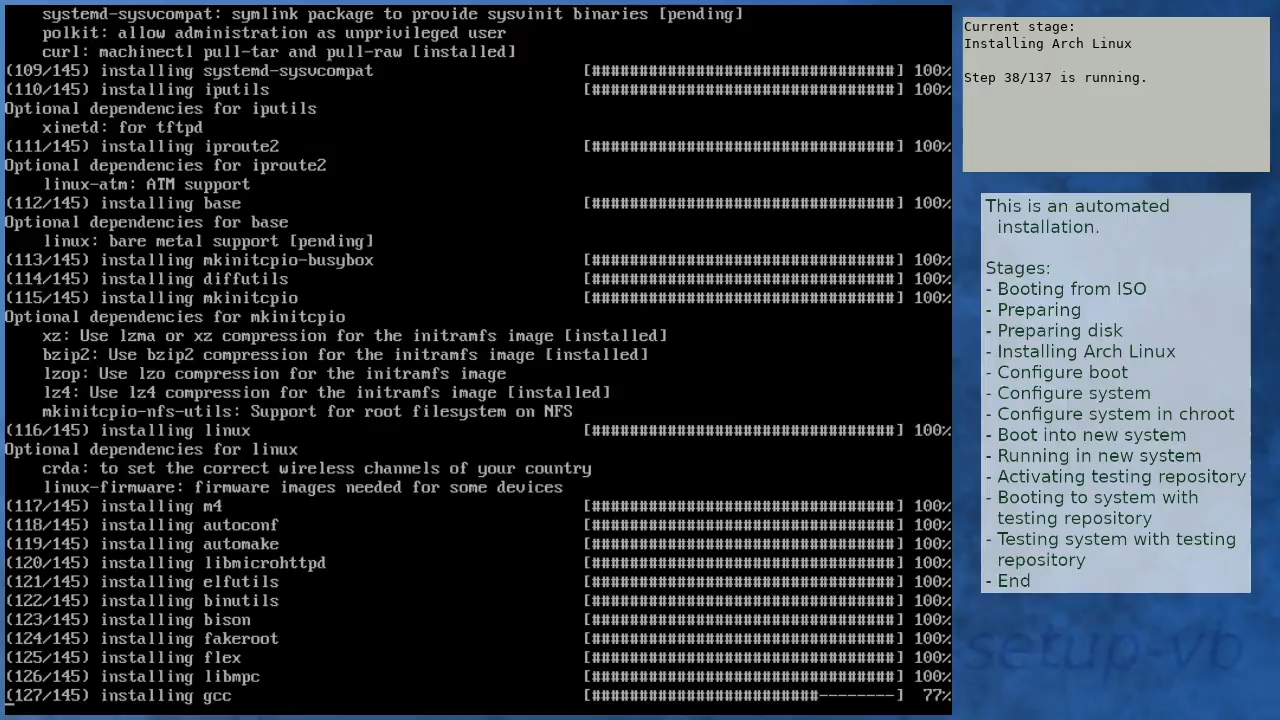 systemd-sysvcompat: symlink package to provide sysvinit binaries [pending]
polkit: allow administration as unprivileged user
curl: machinectl pull-tar and pull-raw [installed]
(109/145) installing systemd-sysvcompat [################################] 100%
(110/145) installing iputils [################################] 100%
Optional dependencies for iputils
xinetd: for tftpd
(111/145) installing iproute2 [################################] 100%
Optional dependencies for iproute2
linux-atm: ATM support
(112/145) installing base [################################] 100%
Optional dependencies for base
linux: bare metal support [pending]
(113/145) installing mkinitcpio-busybox [################################] 100%
(114/145) installing diffutils [################################] 100%
(115/145) installing mkinitcpio [################################] 100%
Optional dependencies for mkinitcpio
xz: Use lzma or xz compression for the initramfs image [installed]
bzip2: Use bzip2 compression for the initramfs image [installed]
lzop: Use lzo compression for the initramfs image
lz4: Use lz4 compression for the initramfs image [installed]
mkinitcpio-nfs-utils: Support for root filesystem on NFS
(116/145) installing linux [################################] 100%
Optional dependencies for linux
crda: to set the correct wireless channels of your country
linux-firmware: firmware images needed for some devices
(117/145) installing m4 [################################] 100%
(118/145) installing autoconf [################################] 100%
(119/145) installing automake [################################] 100%
(120/145) installing libmicrohttpd [################################] 100%
(121/145) installing elfutils [################################] 100%
(122/145) installing binutils [################################] 100%
(123/145) installing bison [################################] 100%
(124/145) installing fakeroot [################################] 100%
(125/145) installing flex [################################] 100%
(126/145) installing libmpc [################################] 100%
(127/145) installing gcc [########################--------] 77%
Current stage:
Installing Arch Linux
Step 38/137 is running.
This is an automated
installation.
Stages:
- Booting from ISO
- Preparing
- Preparing disk
- Installing Arch Linux
- Configure boot
- Configure system
- Configure system in chroot
- Boot into new system
- Running in new system
- Activating testing repository
- Booting to system with
testing repository
- Testing system with testing
repository
- End
setup-vb